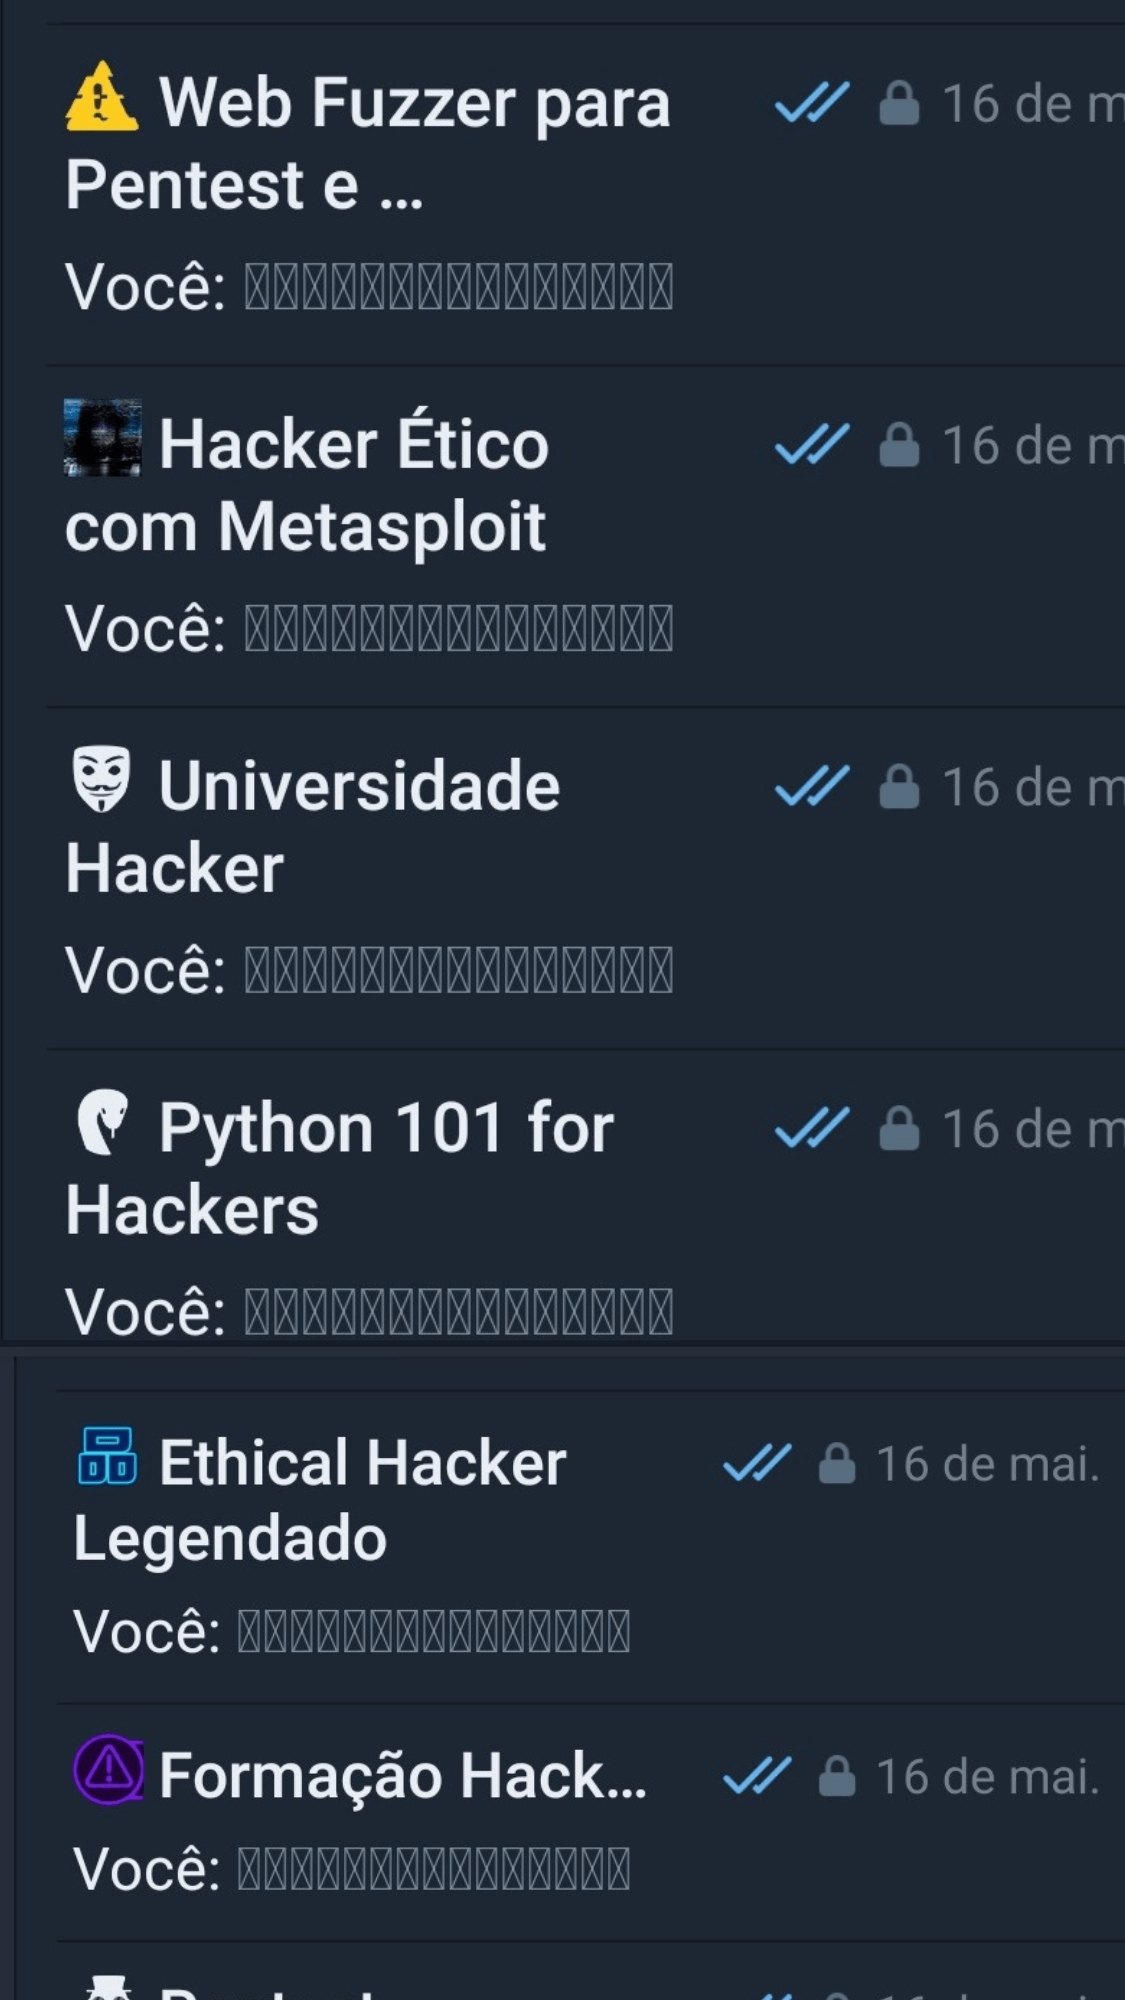 Web Fuzzer para
16 de m
Pentest e ...
Você:
Hacker Ético
16 de m
com Metasploit
Você:
Universidade
16 de m
Hacker
Você:
Python 101 for
16 de m
Hackers
Você:
Ethical Hacker
16 de mai.
Legendado
Você:
Formação Hack...
16 de mai.
Você: